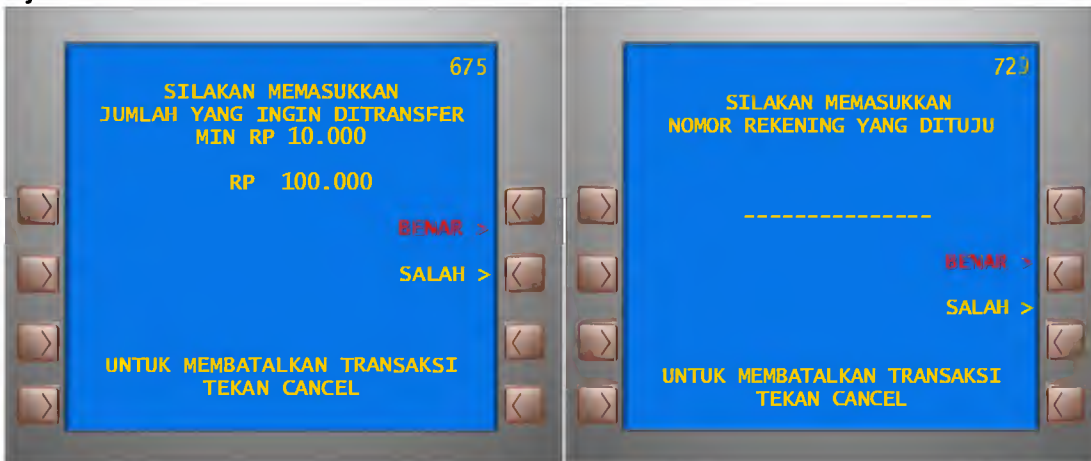 675
SILAKAN MEMASUKKAN
JUMLAH YANG INGIN DITRANSFER
MIN RP 10.000
RP 100.000
BENAR >
SALAH >
UNTUK MEMBATALKAN TRANSAKSI
TEKAN CANCEL
SILAKAN MEMASUKKAN
NOMOR REKENING YANG DITUJU
---------------
BENAR >
SALAH >
UNTUK MEMBATALKAN TRANSAKSI
TEKAN CANCEL